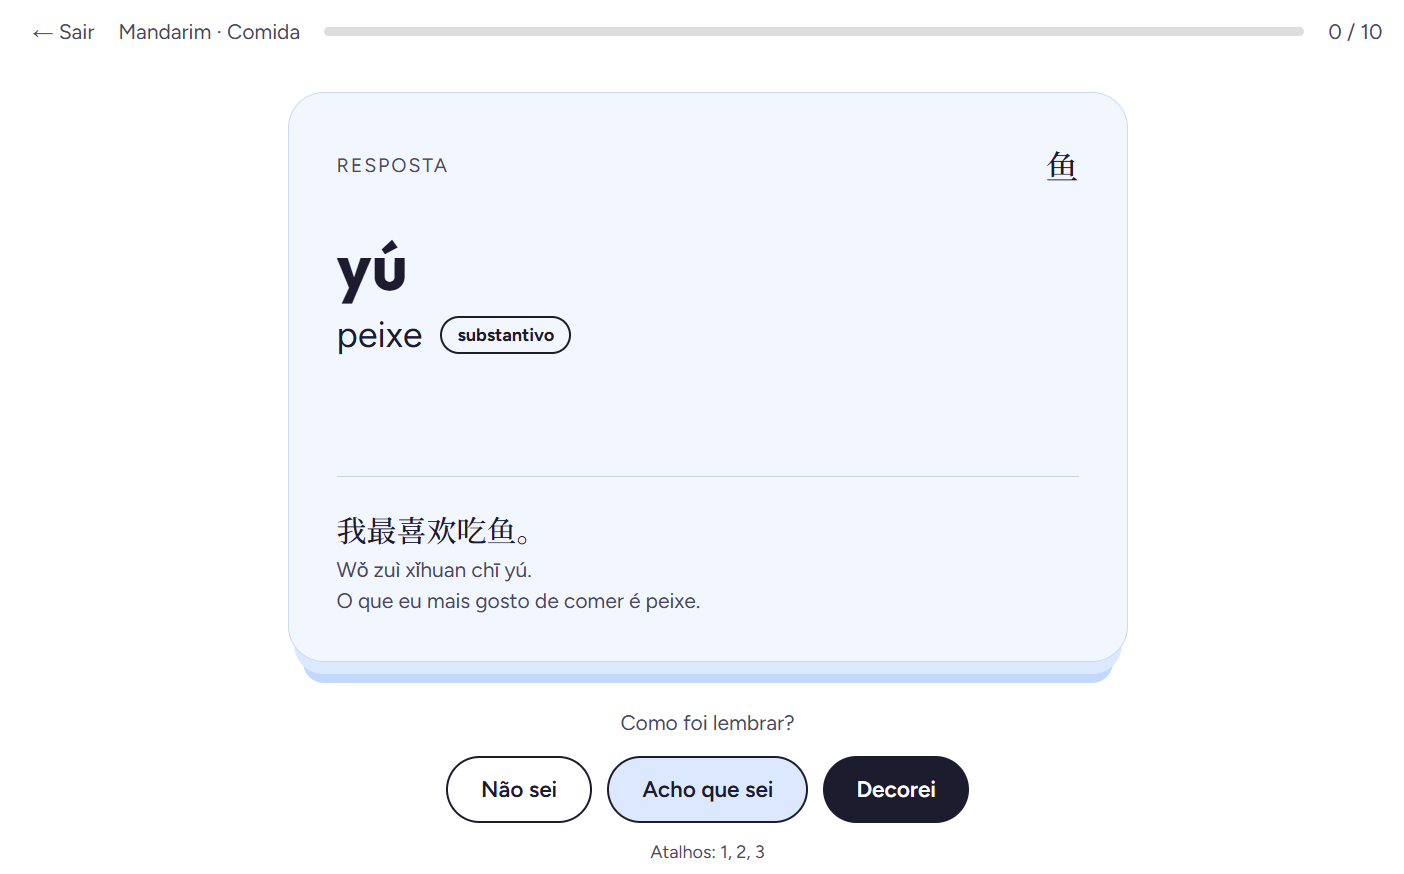 ← Sair Mandarim · Comida 0 / 10
RESPOSTA 鱼
yú
peixe substantivo
我最喜欢吃鱼。
Wǒ zuì xǐhuan chī yú.
O que eu mais gosto de comer é peixe.
Como foi lembrar?
Não sei Acho que sei Decorei
Atalhos: 1, 2, 3